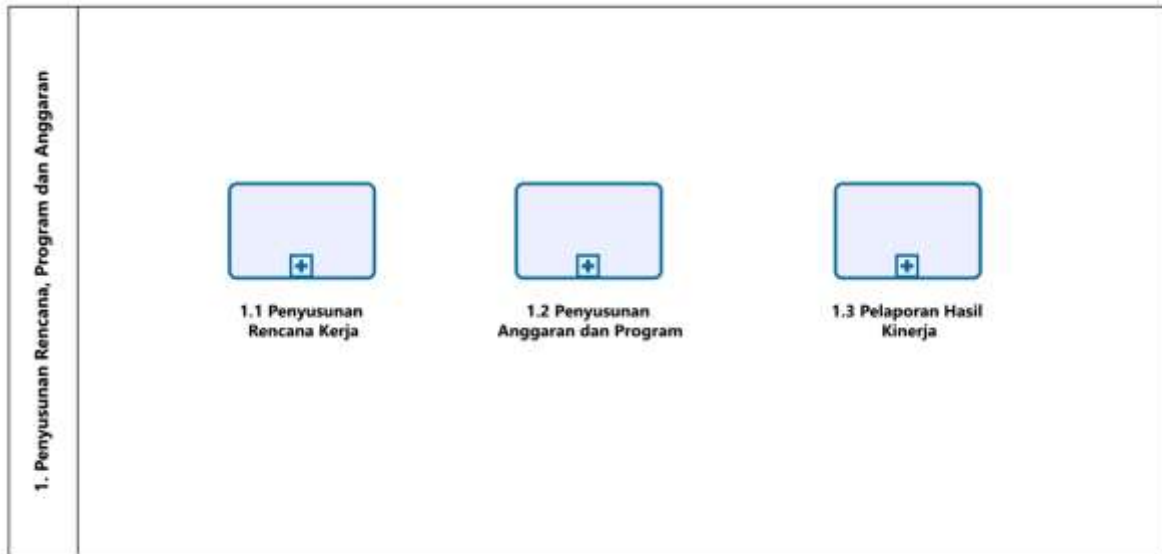 1. Penyusunan Rencana, Program dan Anggaran
1.1 Penyusunan
Rencana Kerja
1.2 Penyusunan
Anggaran dan Program
1.3 Pelaporan Hasil
Kinerja